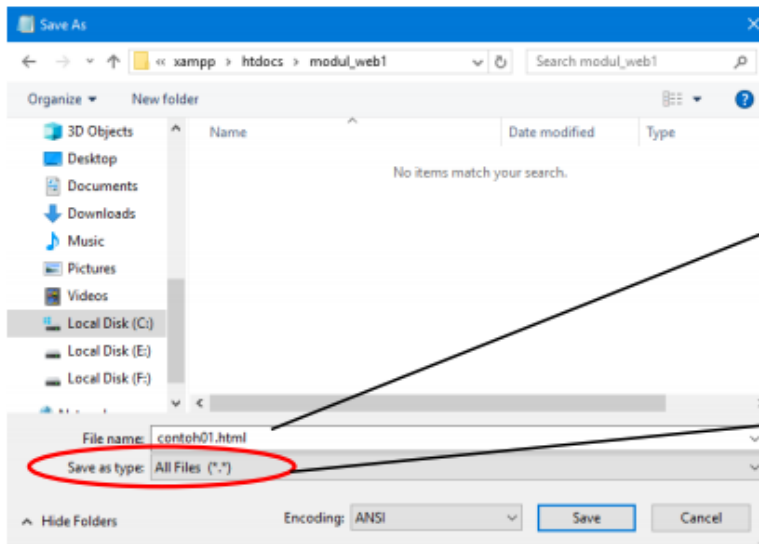 Save As
« xampp > htdocs > modul_web1
Search modul_web1
Organize
New folder
3D Objects
Name
Date modified
Type
Desktop
No items match your search.
Documents
Downloads
Music
Pictures
Videos
Local Disk (C:)
Local Disk (E:)
Local Disk (F:)
File name: contoh01.html
Save as type: All Files (*.*)
Hide Folders
Encoding: ANSI
Save
Cancel